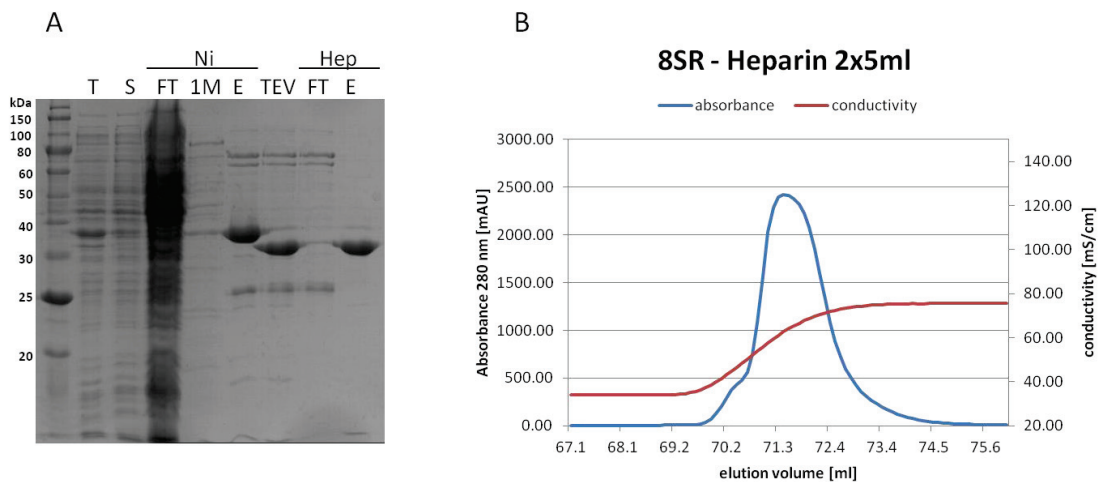 A
Ni
Hep
T S FT 1M E TEV FT E
kDa
150
100
80
60
50
40
30
25
20
B
8SR - Heparin 2x5ml
absorbance conductivity
3000.00
2500.00
2000.00
1500.00
1000.00
500.00
0.00
Absorbance 280 nm [mAU]
140.00
120.00
100.00
80.00
60.00
40.00
20.00
conductivity [mS/cm]
67.1 68.1 69.2 70.2 71.3 72.4 73.4 74.5 75.6
elution volume [ml]